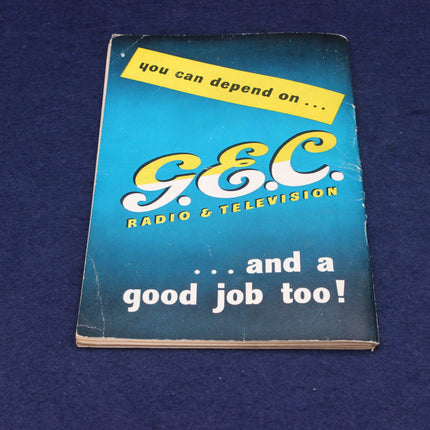 you can depend on...
G.E.C.
RADIO & TELEVISION
...and a
good job too!